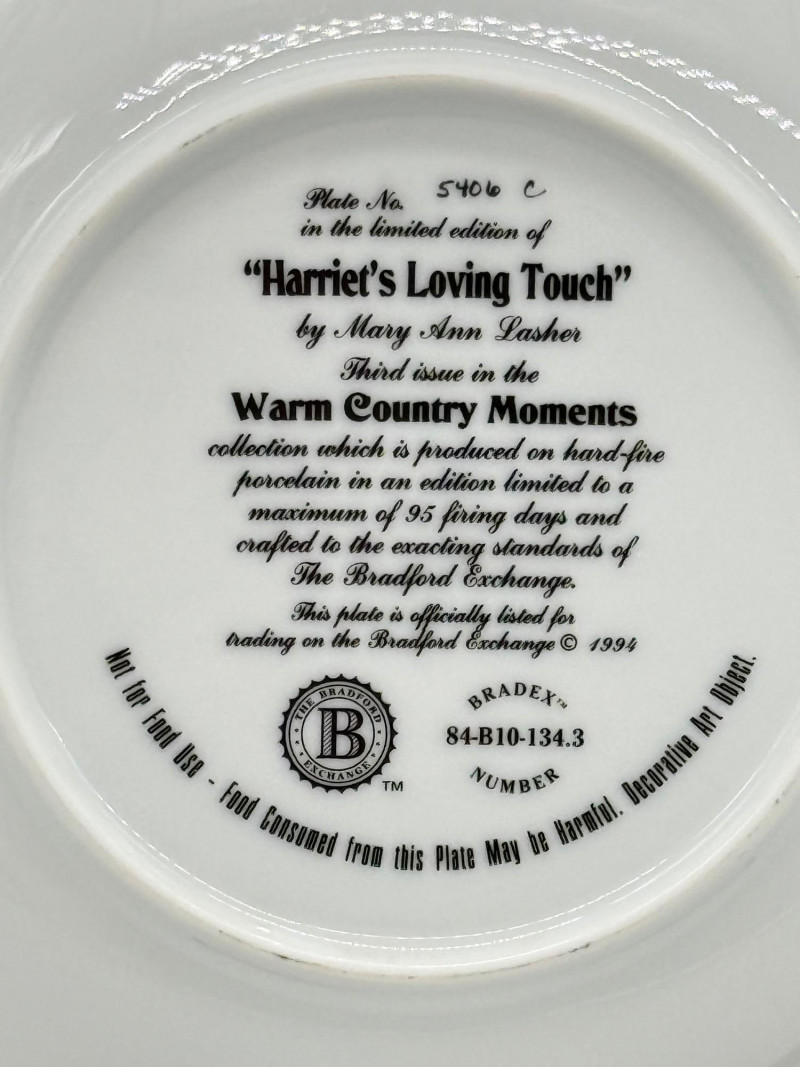 Plate No. 5406 C
in the limited edition of
“Harriet's Loving Touch”
by Mary Ann Lasher
Third issue in the
Warm Country Moments
collection which is produced on hard-fire
porcelain in an edition limited to a
maximum of 95 firing days and
crafted to the exacting standards of
The Bradford Exchange.
This plate is officially listed for
trading on the Bradford Exchange © 1994
THE BRADFORD
B
EXCHANGE
TM
BRADEX™
84-B10-134.3
NUMBER
Not for Food Use - Food Consumed from this Plate May be Harmful. Decorative Art Object.